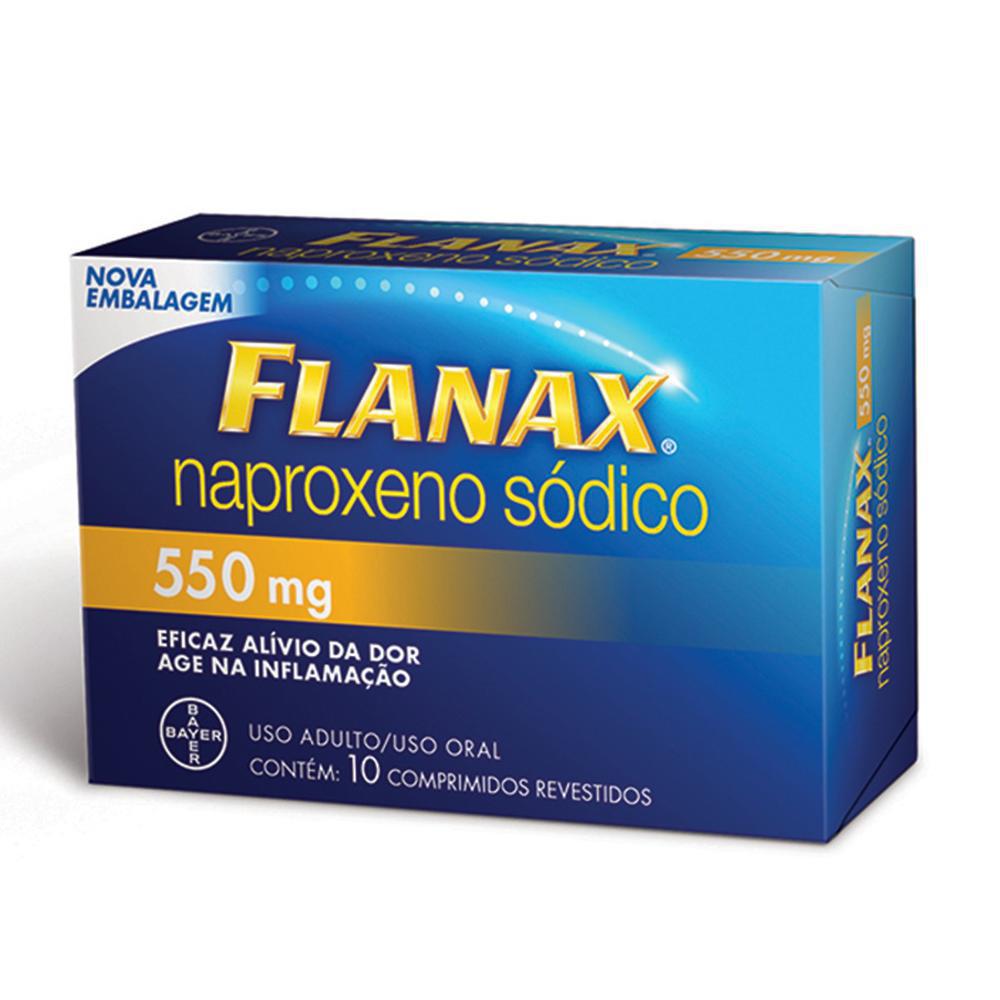 FLANAX
naproxeno sódico
550 mg
NOVA
EMBALAGEM
FLANAX®
naproxeno sódico
550 mg
EFICAZ ALÍVIO DA DOR
AGE NA INFLAMAÇÃO
BAYER
BAYER
USO ADULTO/USO ORAL
CONTÉM: 10 COMPRIMIDOS REVESTIDOS
FLANAX® 550 mg
naproxeno sódico